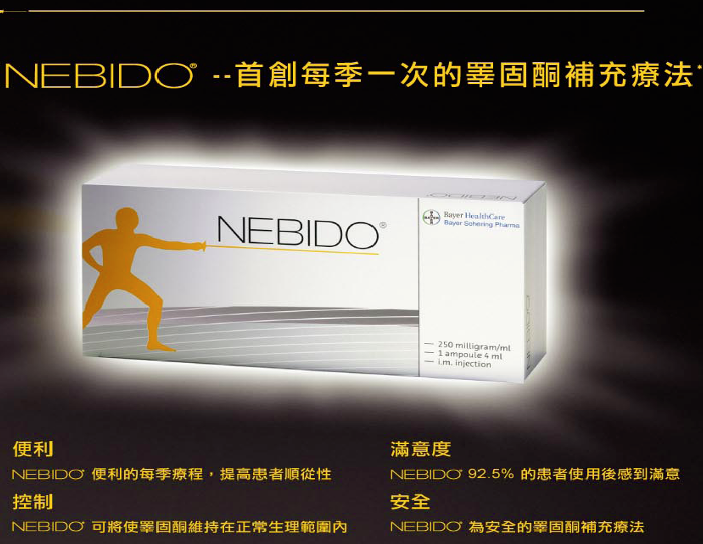 NEBIDO® --首創每季一次的睪固酮補充療法*
NEBIDO
NEBIDO®
BAYER
Bayer HealthCare
Bayer Schering Pharma
— 250 milligram/ml
— 1 ampoule 4 ml
— i.m. injection
便利
NEBIDO® 便利的每季療程，提高患者順從性
控制
NEBIDO® 可將使睪固酮維持在正常生理範圍內
滿意度
NEBIDO® 92.5% 的患者使用後感到滿意
安全
NEBIDO® 為安全的睪固酮補充療法